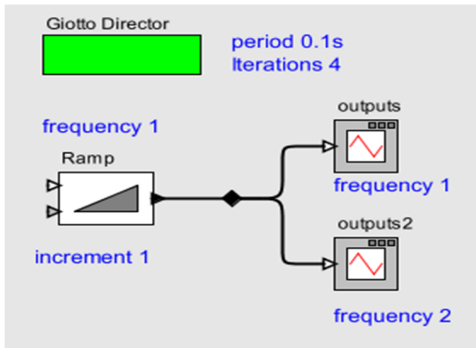 Giotto Director
period 0.1s
Iterations 4
outputs
frequency 1
Ramp
frequency 1
outputs2
increment 1
frequency 2